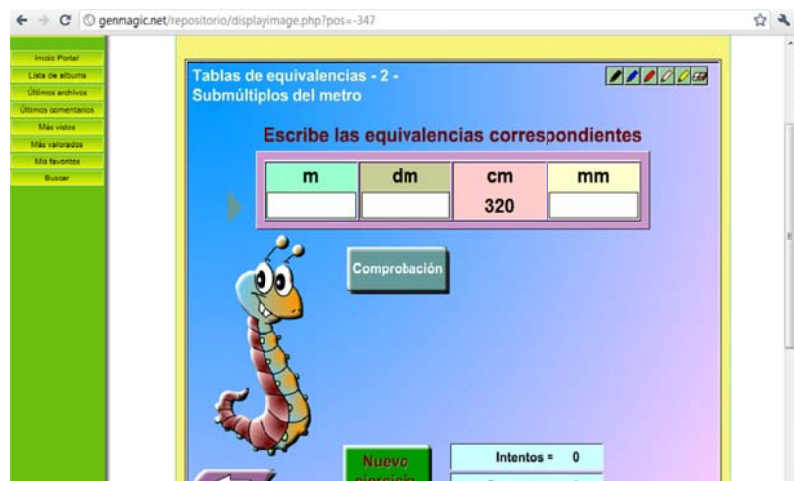 genmagic.net/repositorio/displayimage.php?pos=-347
Inicio Portal
Lista de albums
Últimos archivos
Últimos comentarios
Más vistos
Más valorados
Mis favoritos
Buscar
Tablas de equivalencias - 2 -
Submúltiplos del metro
Escribe las equivalencias correspondientes
m dm cm mm
320
Comprobación
Nuevo
ejercicio
Intentos = 0